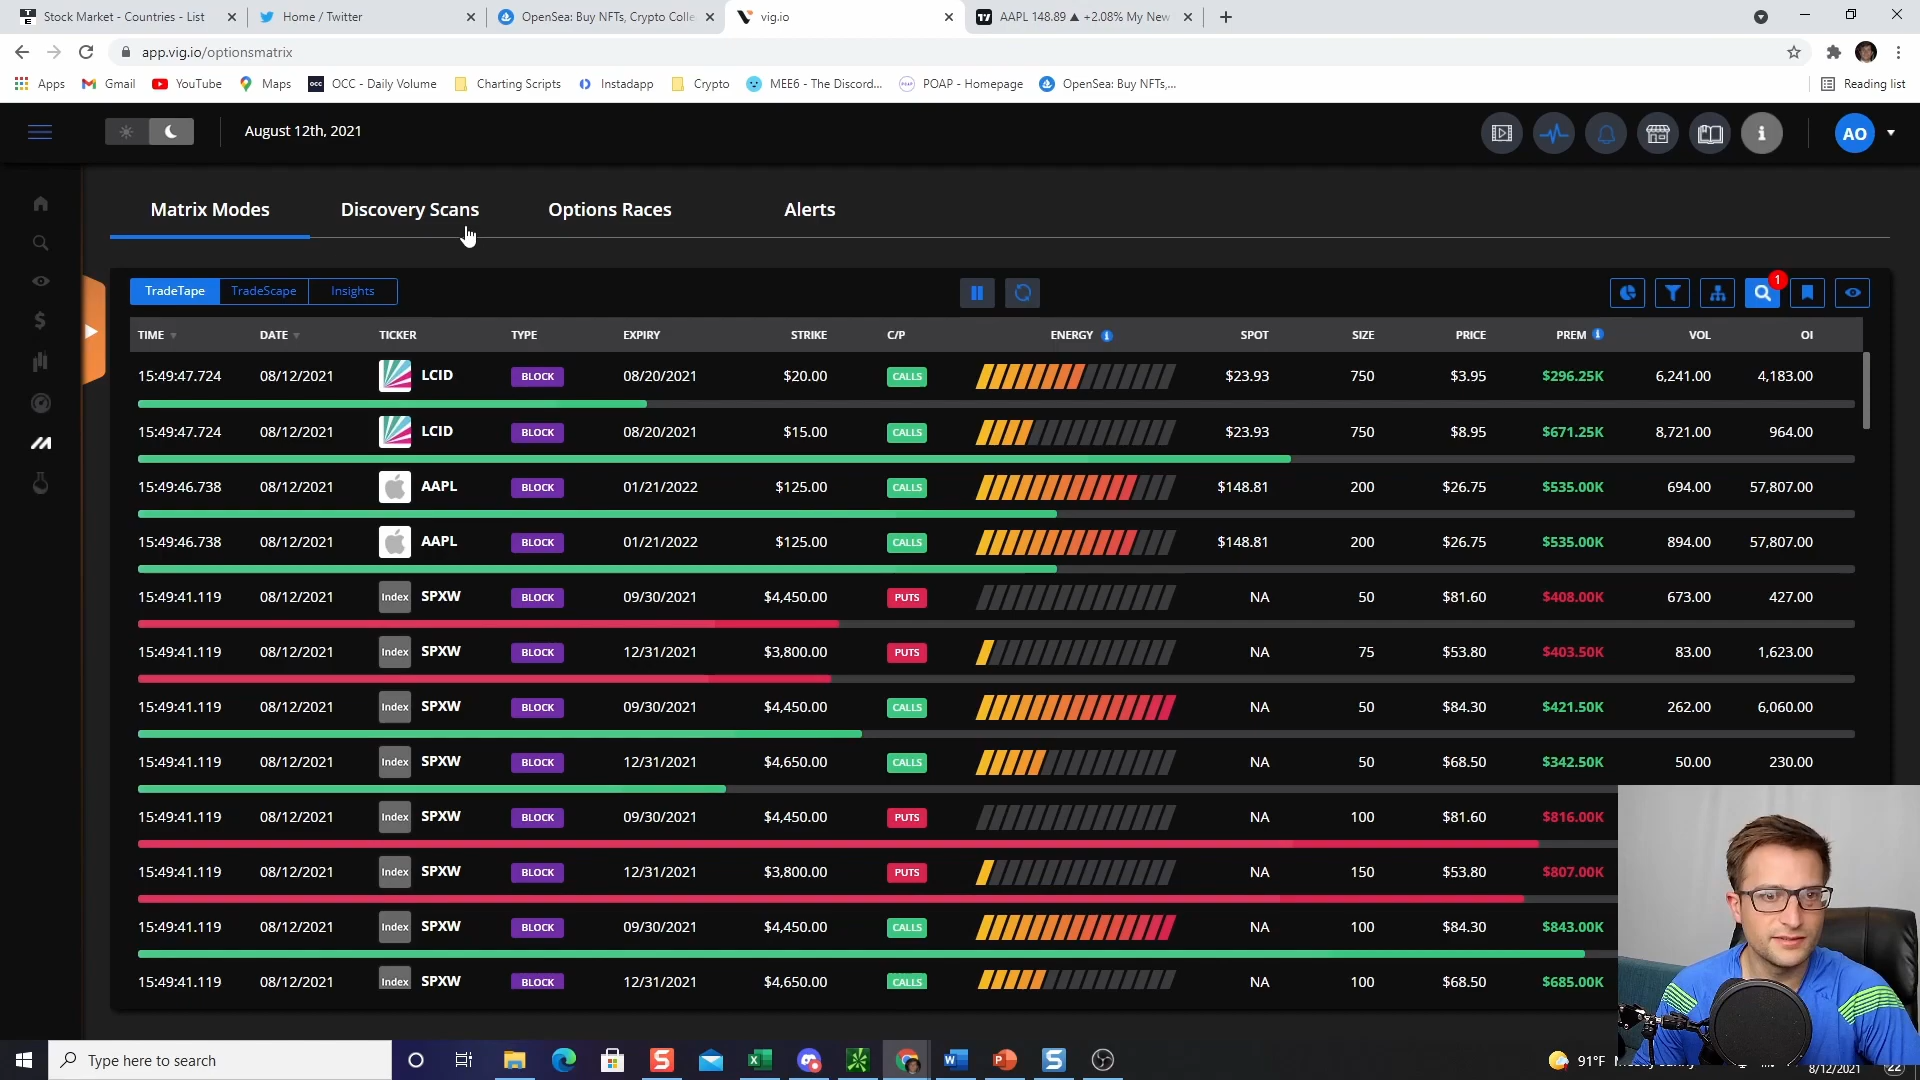 Stock Market - Countries - List
Home / Twitter
OpenSea: Buy NFTs, Crypto Colle
vig.io
AAPL 148.89 ▲ +2.08% My New
app.vig.io/optionsmatrix
Apps Gmail YouTube Maps OCC - Daily Volume Charting Scripts Instadapp Crypto MEE6 - The Discord... POAP - Homepage OpenSea: Buy NFTs,... Reading list
August 12th, 2021
AO
Matrix Modes Discovery Scans Options Races Alerts
TradeTape TradeScape Insights
1
TIME DATE TICKER TYPE EXPIRY STRIKE C/P ENERGY SPOT SIZE PRICE PREM VOL OI
15:49:47.724 08/12/2021 LCID BLOCK 08/20/2021 $20.00 CALLS $23.93 750 $3.95 $296.25K 6,241.00 4,183.00
15:49:47.724 08/12/2021 LCID BLOCK 08/20/2021 $15.00 CALLS $23.93 750 $8.95 $671.25K 8,721.00 964.00
15:49:46.738 08/12/2021 AAPL BLOCK 01/21/2022 $125.00 CALLS $148.81 200 $26.75 $535.00K 694.00 57,807.00
15:49:46.738 08/12/2021 AAPL BLOCK 01/21/2022 $125.00 CALLS $148.81 200 $26.75 $535.00K 894.00 57,807.00
15:49:41.119 08/12/2021 Index SPXW BLOCK 09/30/2021 $4,450.00 PUTS NA 50 $81.60 $408.00K 673.00 427.00
15:49:41.119 08/12/2021 Index SPXW BLOCK 12/31/2021 $3,800.00 PUTS NA 75 $53.80 $403.50K 83.00 1,623.00
15:49:41.119 08/12/2021 Index SPXW BLOCK 09/30/2021 $4,450.00 CALLS NA 50 $84.30 $421.50K 262.00 6,060.00
15:49:41.119 08/12/2021 Index SPXW BLOCK 12/31/2021 $4,650.00 CALLS NA 50 $68.50 $342.50K 50.00 230.00
15:49:41.119 08/12/2021 Index SPXW BLOCK 09/30/2021 $4,450.00 PUTS NA 100 $81.60 $816.00K
15:49:41.119 08/12/2021 Index SPXW BLOCK 12/31/2021 $3,800.00 PUTS NA 150 $53.80 $807.00K
15:49:41.119 08/12/2021 Index SPXW BLOCK 09/30/2021 $4,450.00 CALLS NA 100 $84.30 $843.00K
15:49:41.119 08/12/2021 Index SPXW BLOCK 12/31/2021 $4,650.00 CALLS NA 100 $68.50 $685.00K
Type here to search
91°F
8/12/2021
22